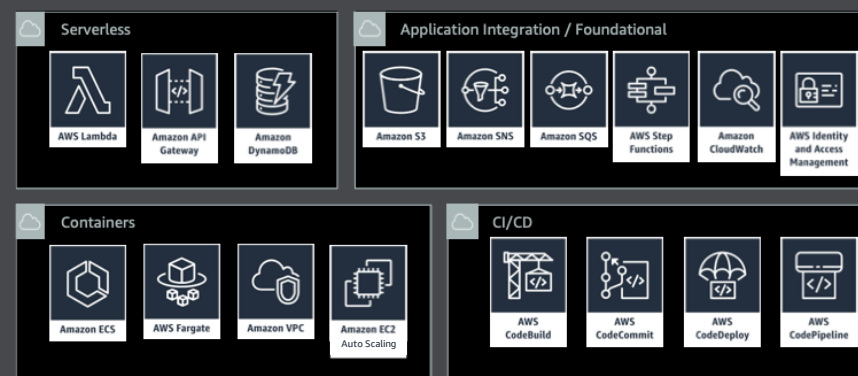 Serverless
AWS Lambda
Amazon API
Gateway
Amazon
DynamoDB
Application Integration / Foundational
Amazon S3
Amazon SNS
Amazon SQS
AWS Step
Functions
Amazon
CloudWatch
AWS Identity
and Access
Management
Containers
Amazon ECS
AWS Fargate
Amazon VPC
Amazon EC2
Auto Scaling
CI/CD
AWS
CodeBuild
AWS
CodeCommit
AWS
CodeDeploy
AWS
CodePipeline